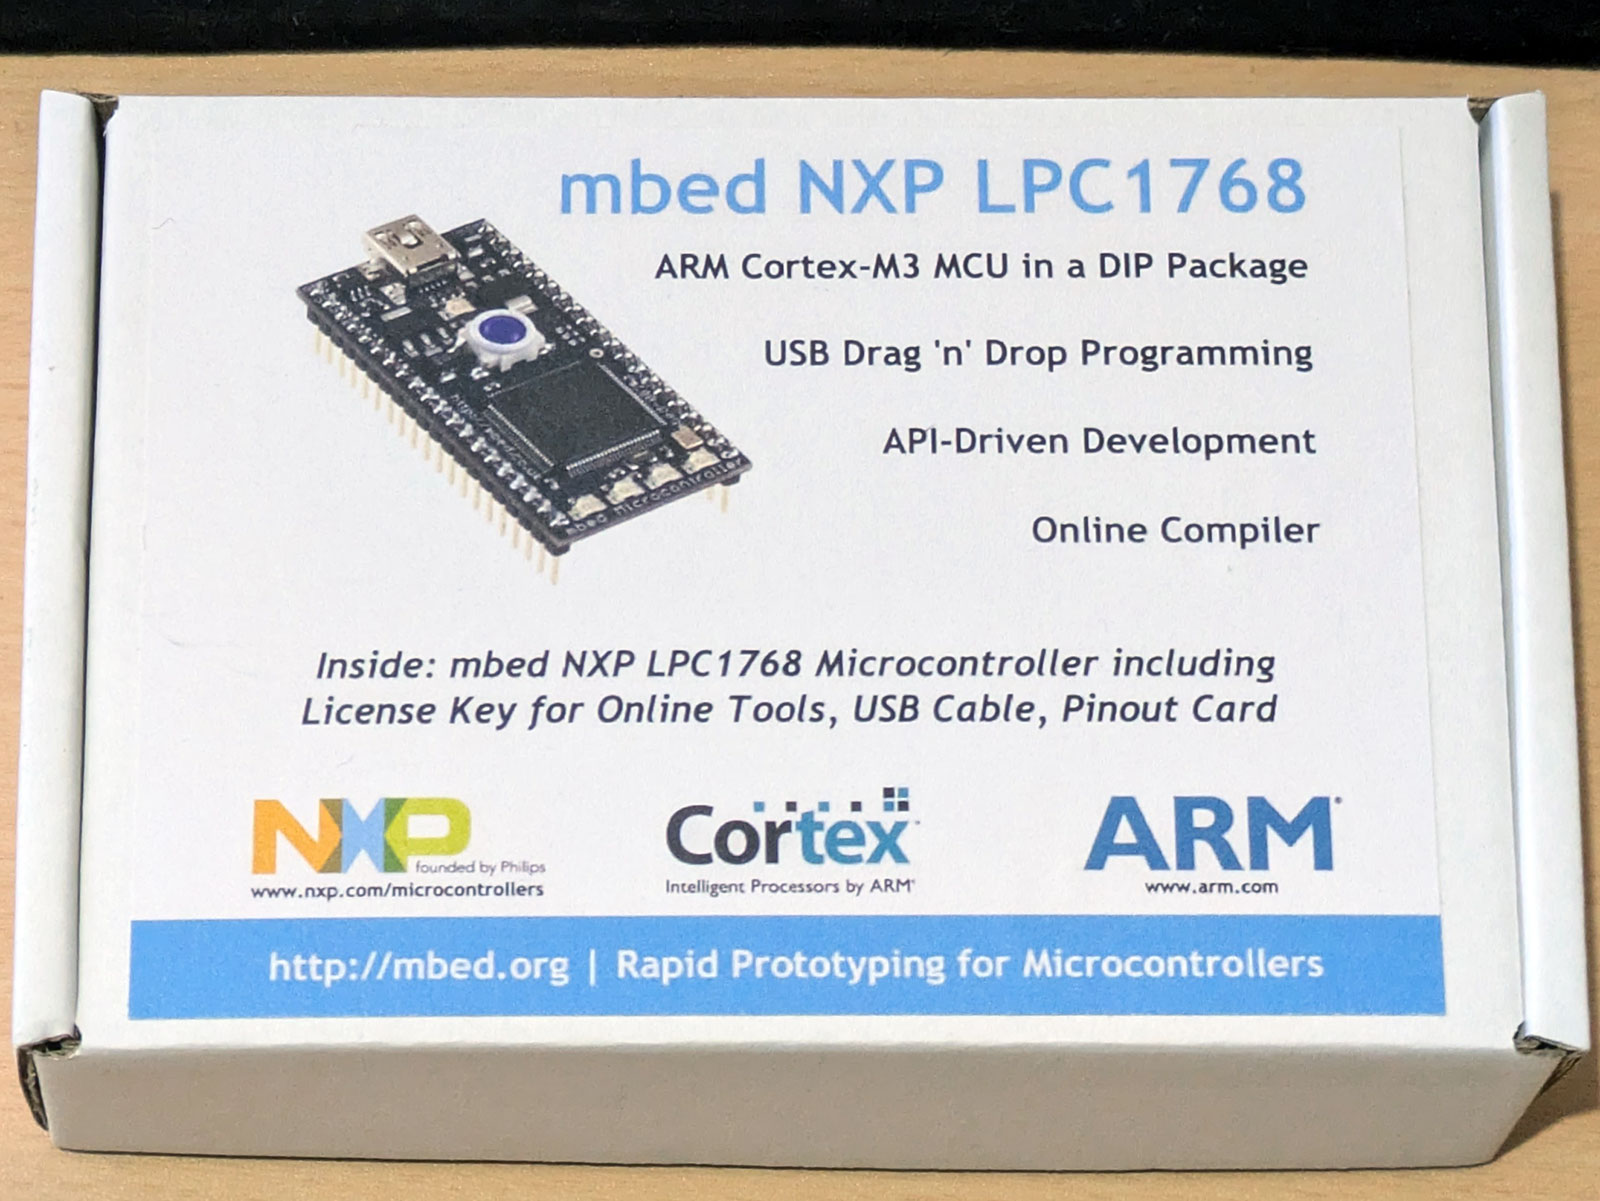 mbed NXP LPC1768
ARM Cortex-M3 MCU in a DIP Package
USB Drag 'n' Drop Programming
API-Driven Development
Online Compiler
mbed Microcontroller
Inside: mbed NXP LPC1768 Microcontroller including
License Key for Online Tools, USB Cable, Pinout Card
NXP
founded by Philips
www.nxp.com/microcontrollers
Cortex
Intelligent Processors by ARM®
ARM®
www.arm.com
http://mbed.org | Rapid Prototyping for Microcontrollers